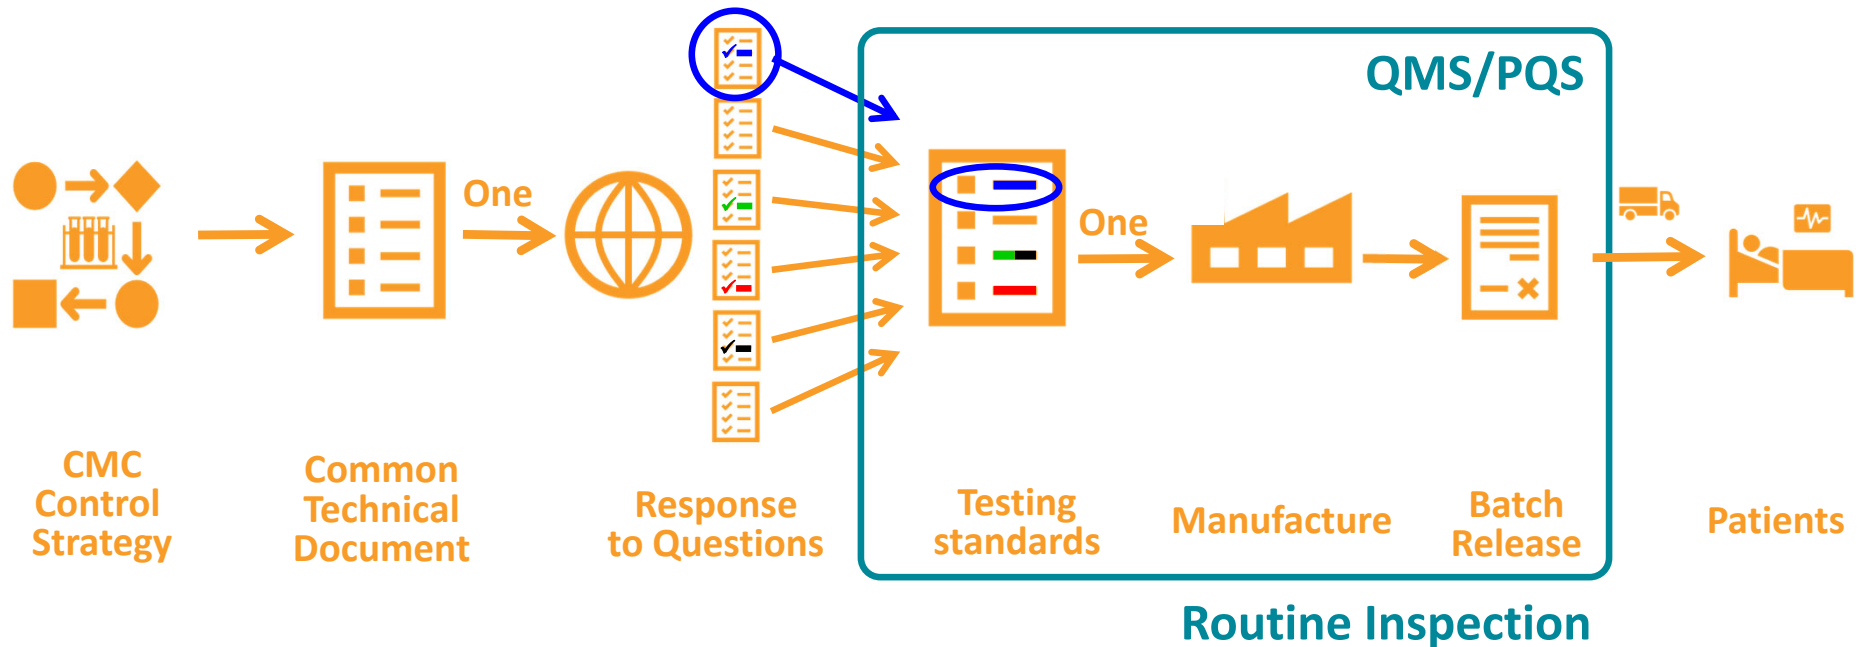 QMS/PQS
One
One
CMC
Control
Strategy
Common
Technical
Document
Response
to Questions
Testing
standards
Manufacture
Batch
Release
Patients
Routine Inspection